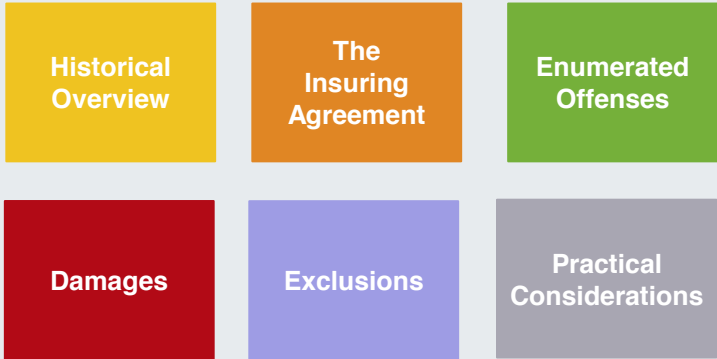 Historical
Overview
The
Insuring
Agreement
Enumerated
Offenses
Damages
Exclusions
Practical
Considerations